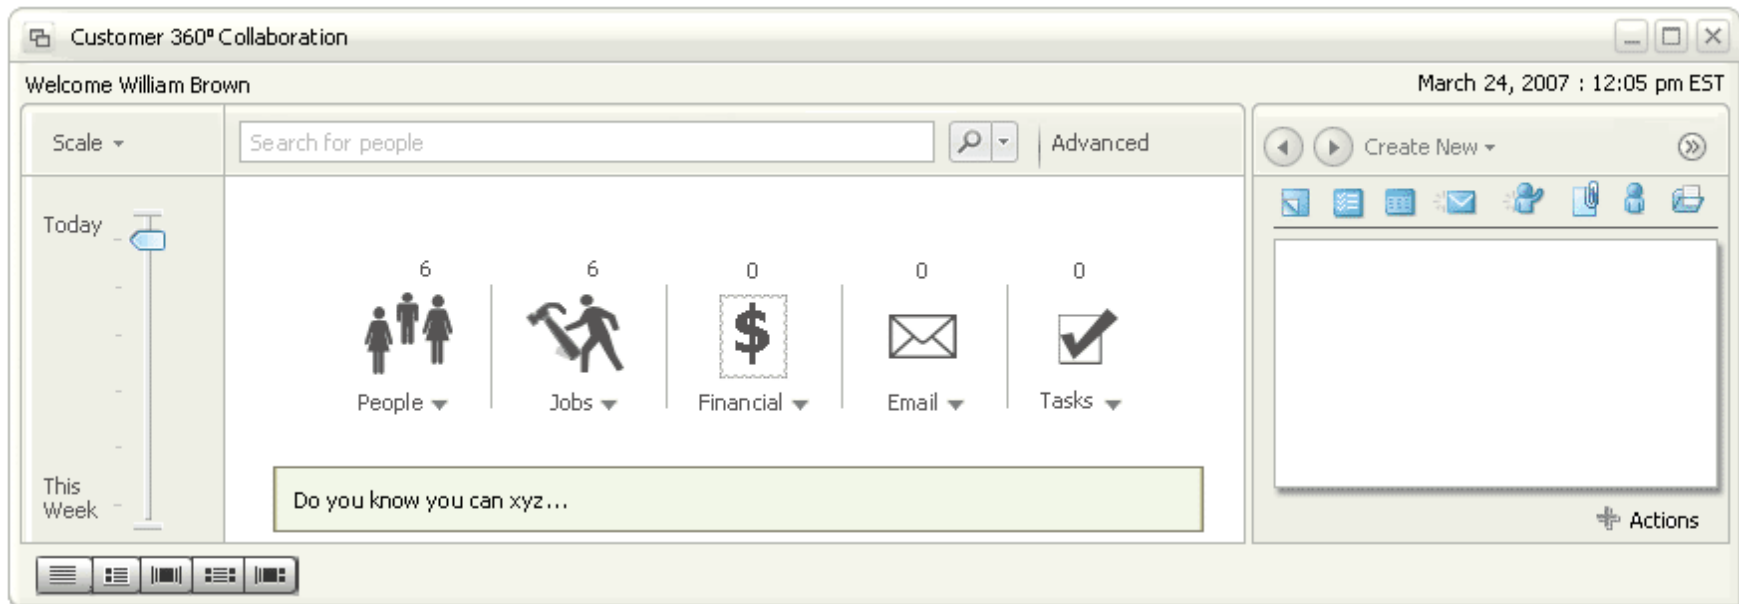 Customer 360° Collaboration
Welcome William Brown
March 24, 2007 : 12:05 pm EST
Scale
Search for people
Advanced
Create New
Today
6
6
0
0
0
$
People
Jobs
Financial
Email
Tasks
This
Week
Do you know you can xyz...
Actions